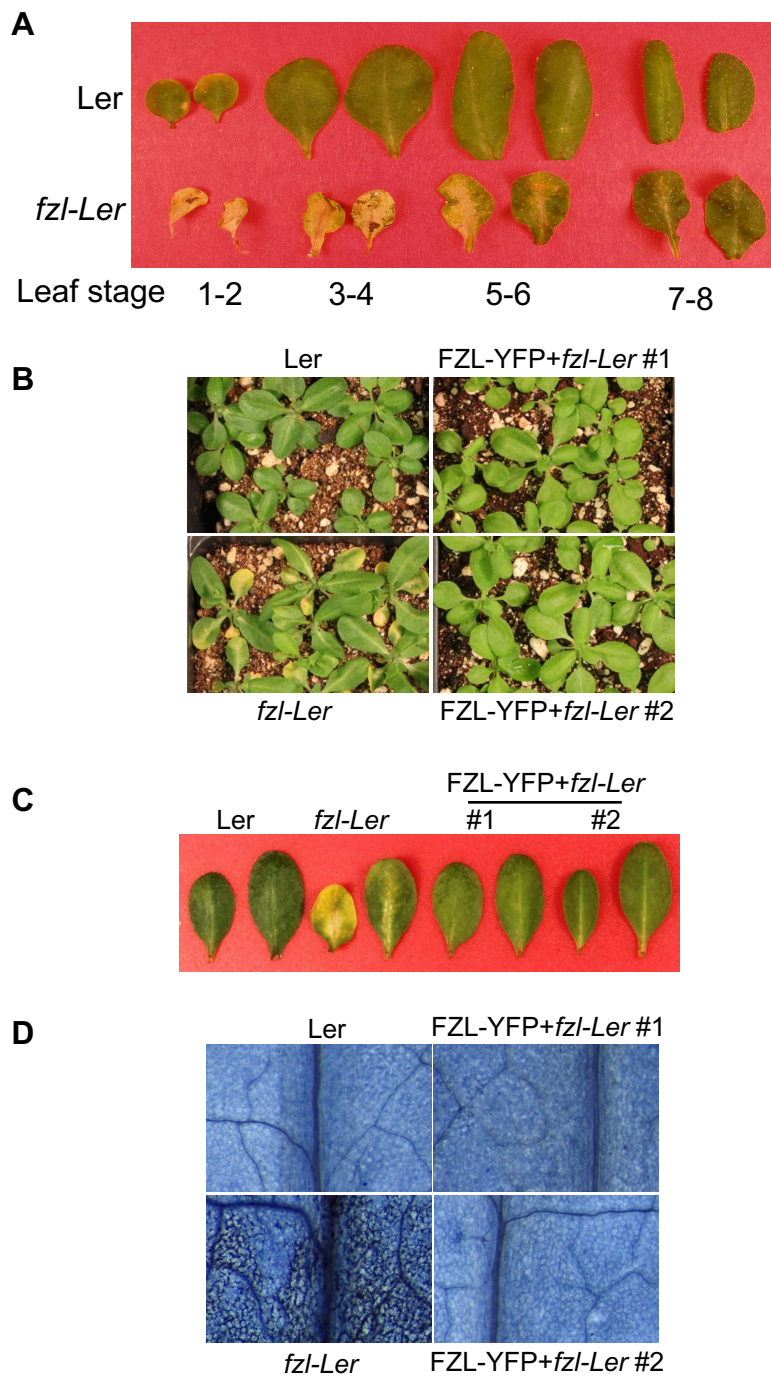 A
Ler
fzl-Ler
Leaf stage 1-2 3-4 5-6 7-8
B
Ler FZL-YFP+fzl-Ler #1
fzl-Ler FZL-YFP+fzl-Ler #2
C
FZL-YFP+fzl-Ler
Ler fzl-Ler #1 #2
D
Ler FZL-YFP+fzl-Ler #1
fzl-Ler FZL-YFP+fzl-Ler #2